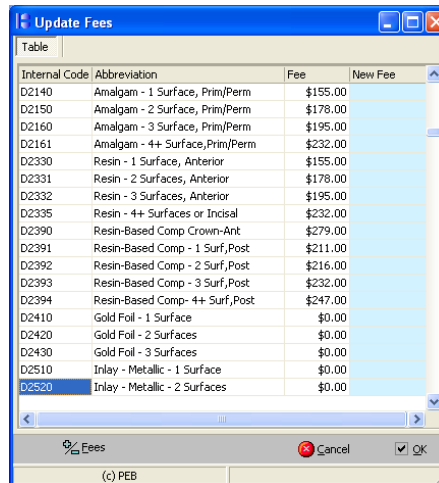 Update Fees
Table
Internal Code Abbreviation Fee New Fee
D2140 Amalgam - 1 Surface, Prim/Perm $155.00
D2150 Amalgam - 2 Surface, Prim/Perm $178.00
D2160 Amalgam - 3 Surface, Prim/Perm $195.00
D2161 Amalgam - 4+ Surface,Prim/Perm $232.00
D2330 Resin - 1 Surface, Anterior $155.00
D2331 Resin - 2 Surfaces, Anterior $178.00
D2332 Resin - 3 Surfaces, Anterior $195.00
D2335 Resin - 4+ Surfaces or Incisal $232.00
D2390 Resin-Based Comp Crown-Ant $279.00
D2391 Resin-Based Comp - 1 Surf,Post $211.00
D2392 Resin-Based Comp - 2 Surf,Post $216.00
D2393 Resin-Based Comp - 3 Surf,Post $232.00
D2394 Resin-Based Comp- 4+ Surf,Post $247.00
D2410 Gold Foil - 1 Surface $0.00
D2420 Gold Foil - 2 Surfaces $0.00
D2430 Gold Foil - 3 Surfaces $0.00
D2510 Inlay - Metallic - 1 Surface $0.00
D2520 Inlay - Metallic - 2 Surfaces $0.00
% Fees Cancel OK
(c) PEB